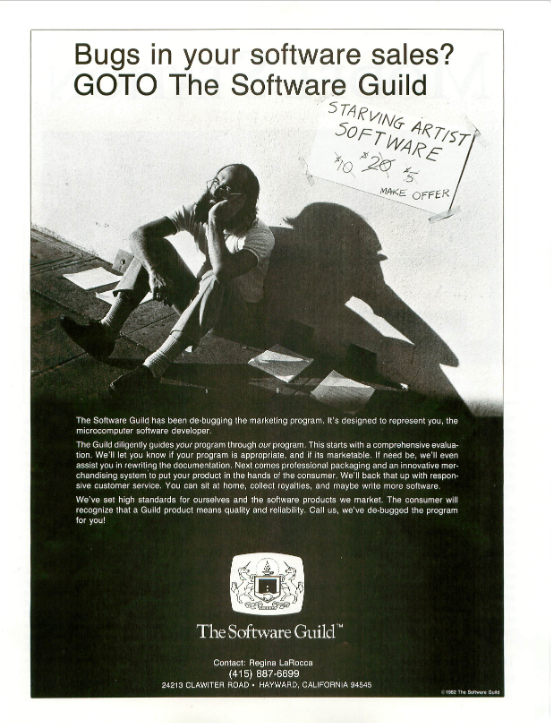 Bugs in your software sales?
GOTO The Software Guild
STARVING ARTIST
SOFTWARE
$10 $20 $5
MAKE OFFER
The Software Guild has been de-bugging the marketing program. It's designed to represent you, the
microcomputer software developer.
The Guild diligently guides your program through our program. This starts with a comprehensive evalua-
tion. We'll let you know if your program is appropriate, and if its marketable. If need be, we'll even
assist you in rewriting the documentation. Next comes professional packaging and an innovative mer-
chandising system to put your product in the hands of the consumer. We'll back that up with respon-
sive customer service. You can sit at home, collect royalties, and maybe write more software.
We've set high standards for ourselves and the software products we market. The consumer will
recognize that a Guild product means quality and reliability. Call us, we've de-bugged the program
for you!
The Software Guild™
Contact: Regina LaRocca
(415) 887-6699
24213 CLAWITER ROAD • HAYWARD, CALIFORNIA 94545
©1982 The Software Guild